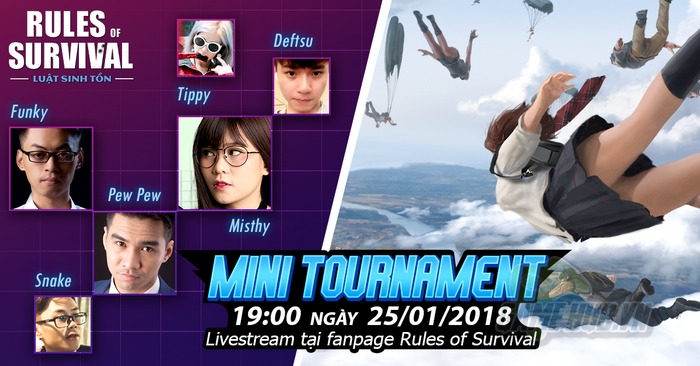 RULES OF
SURVIVAL
LUẬT SINH TỒN
Deftsu
Tippy
Funky
Pew Pew
Misthy
Snake
MINI TOURNAMENT
19:00 NGÀY 25/01/2018
Livestream tại fanpage Rules of Survival